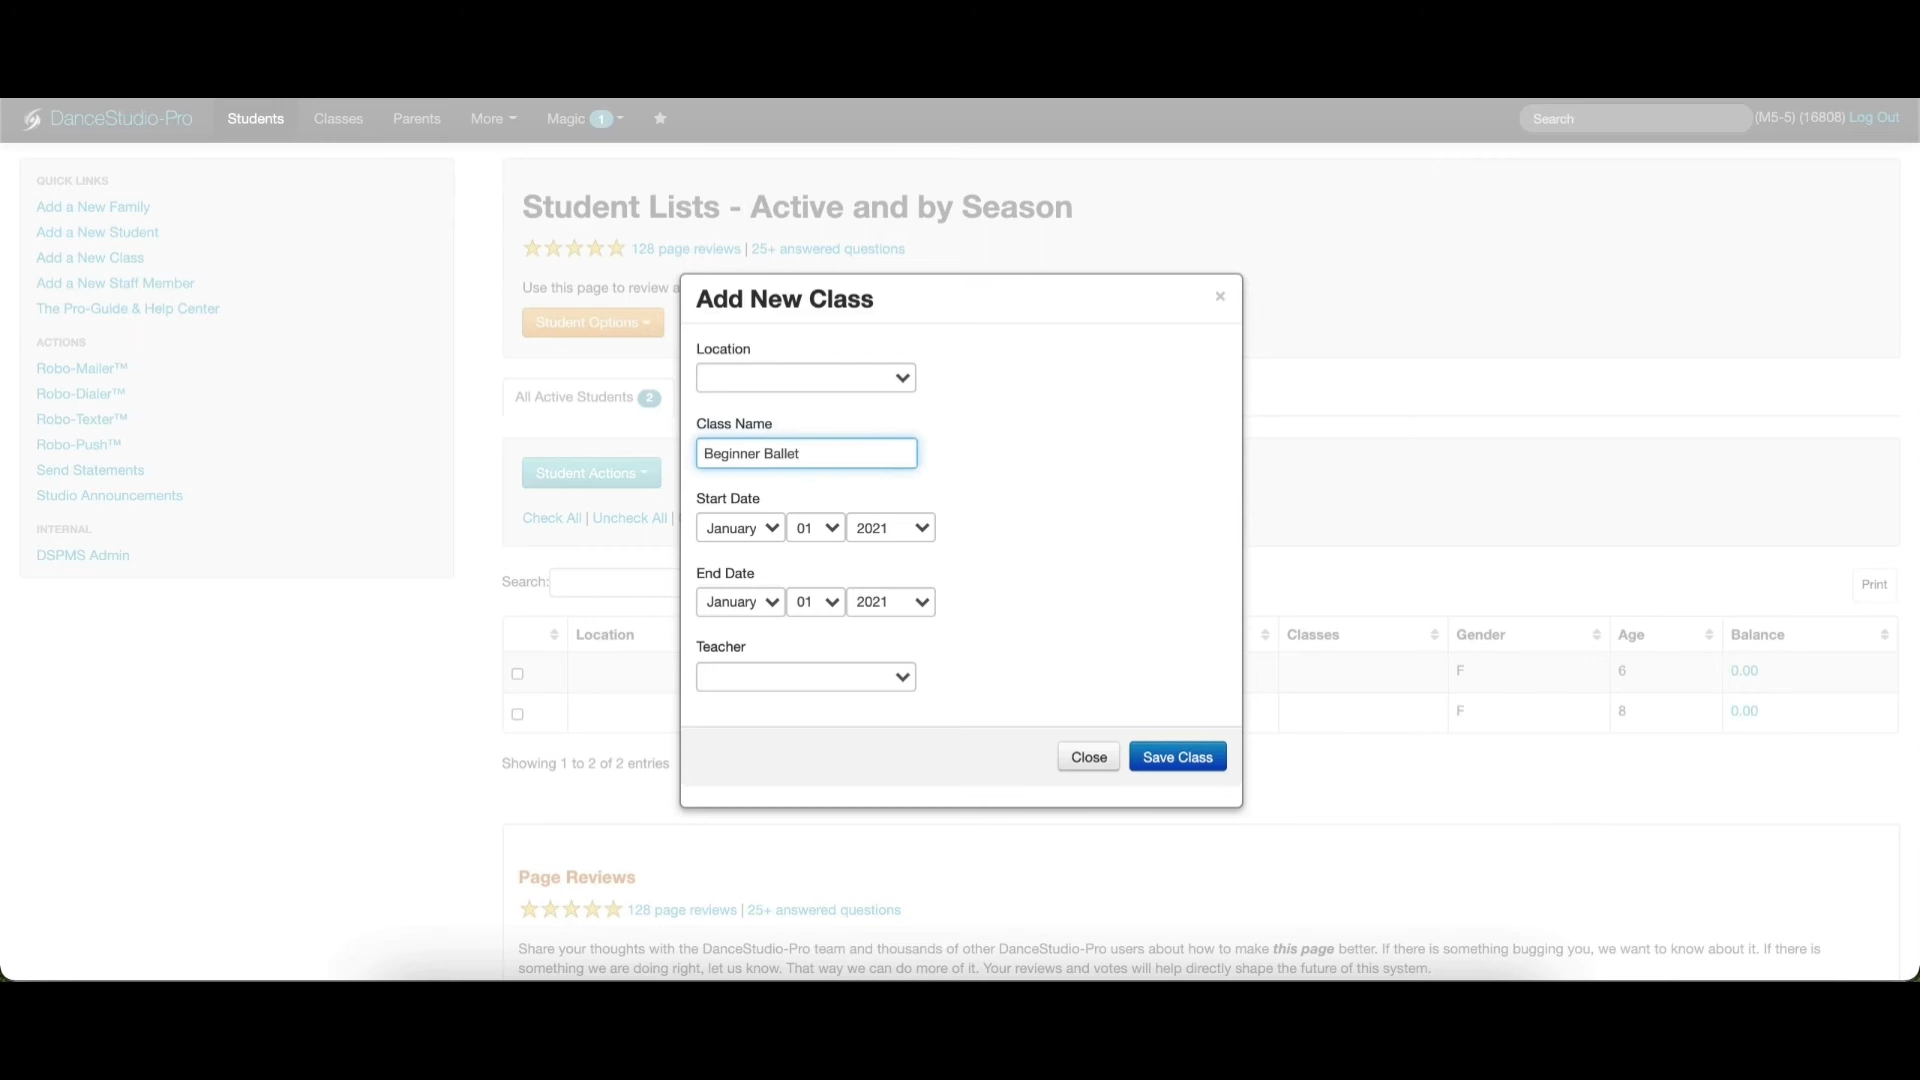 DanceStudio-Pro Students Classes Parents More Magic 1 Search (M5-5) (16808) Log Out
QUICK LINKS
Add a New Family
Add a New Student
Add a New Class
Add a New Staff Member
The Pro-Guide & Help Center
ACTIONS
Robo-Mailer™
Robo-Dialer™
Robo-Texter™
Robo-Push™
Send Statements
Studio Announcements
INTERNAL
DSPMS Admin
Student Lists - Active and by Season
128 page reviews | 25+ answered questions
Use this page to review a
Student Options
All Active Students 2
Student Actions
Check All | Uncheck All |
Search:
Print
Location Classes Gender Age Balance
F 6 0.00
F 8 0.00
Showing 1 to 2 of 2 entries
Add New Class ×
Location
Class Name
Beginner Ballet
Start Date
January 01 2021
End Date
January 01 2021
Teacher
Close Save Class
Page Reviews
128 page reviews | 25+ answered questions
Share your thoughts with the DanceStudio-Pro team and thousands of other DanceStudio-Pro users about how to make this page better. If there is something bugging you, we want to know about it. If there is
something we are doing right, let us know. That way we can do more of it. Your reviews and votes will help directly shape the future of this system.